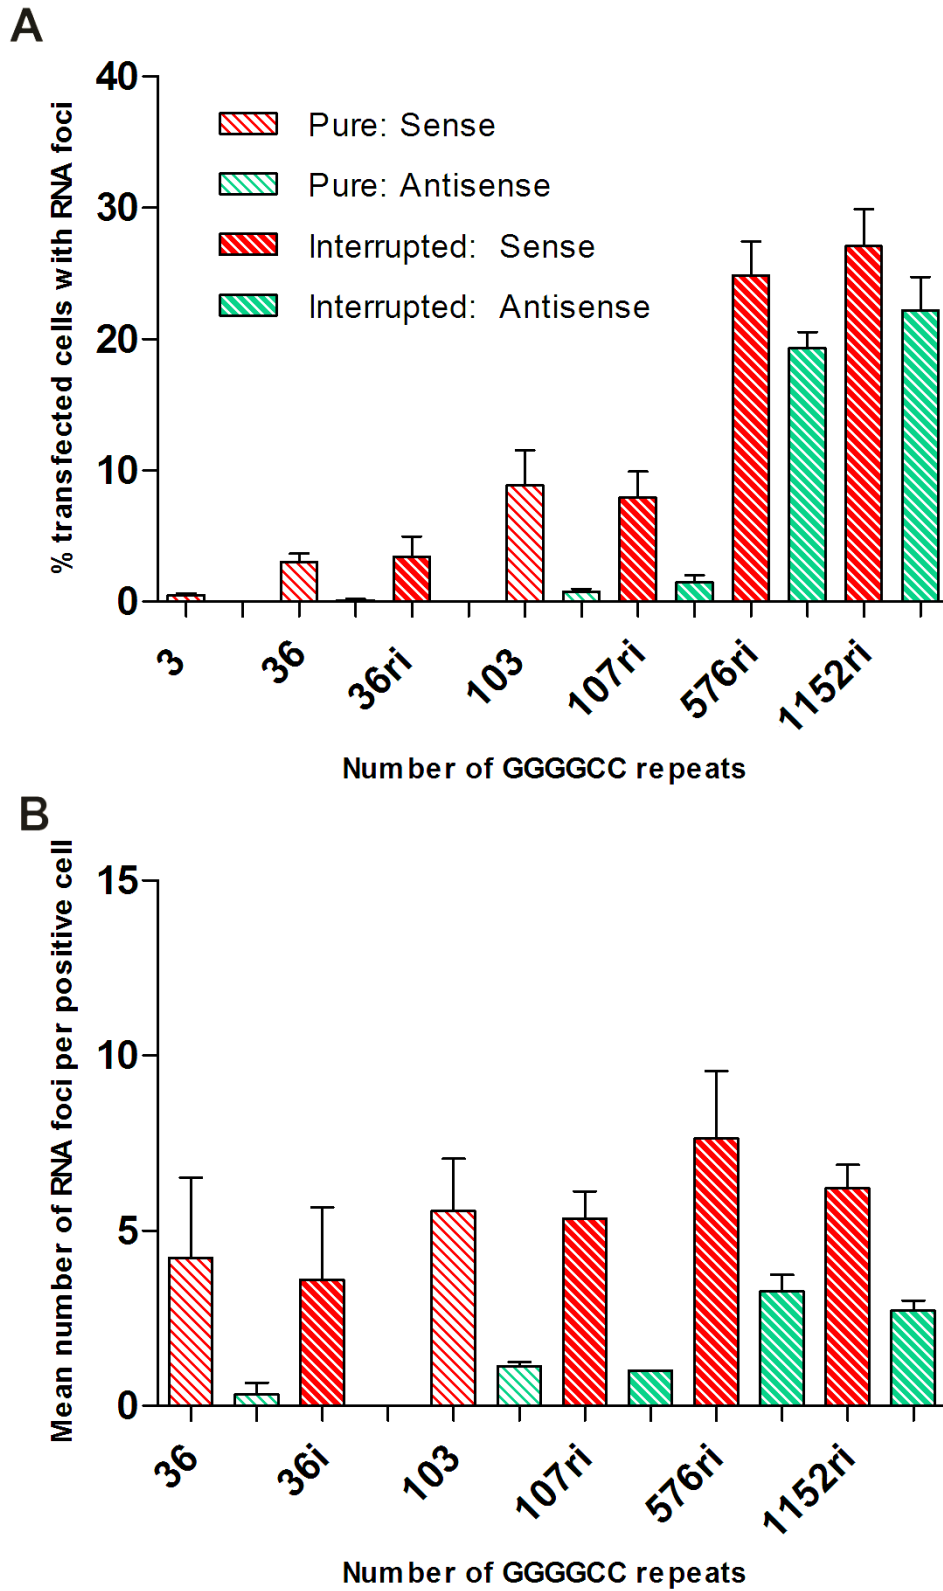 A
% transfected cells with RNA foci
40
30
20
10
0
Pure: Sense
Pure: Antisense
Interrupted: Sense
Interrupted: Antisense
3
36
36ri
103
107ri
576ri
1152ri
Number of GGGGCC repeats
B
Mean number of RNA foci per positive cell
15
10
5
0
36
36i
103
107ri
576ri
1152ri
Number of GGGGCC repeats